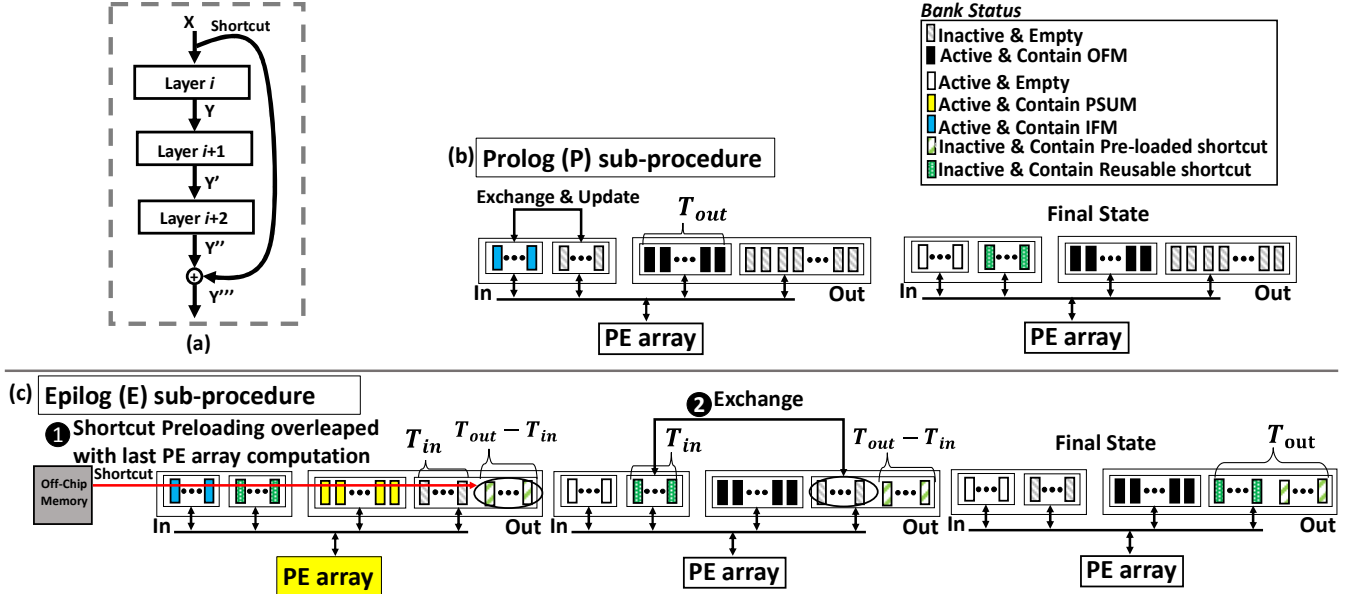 X
Shortcut
Layer i
Y
Layer i+1
Y'
Layer i+2
Y''
+
Y'''
(a)
Bank Status
Inactive & Empty
Active & Contain OFM
Active & Empty
Active & Contain PSUM
Active & Contain IFM
Inactive & Contain Pre-loaded shortcut
Inactive & Contain Reusable shortcut
(b) Prolog (P) sub-procedure
Exchange & Update
T_out
In
Out
PE array
Final State
In
Out
PE array
(c) Epilog (E) sub-procedure
1 Shortcut Preloading overleaped
with last PE array computation
Off-Chip
Memory
Shortcut
T_in
T_out − T_in
In
Out
PE array
2 Exchange
T_in
T_out − T_in
In
Out
PE array
Final State
T_out
In
Out
PE array